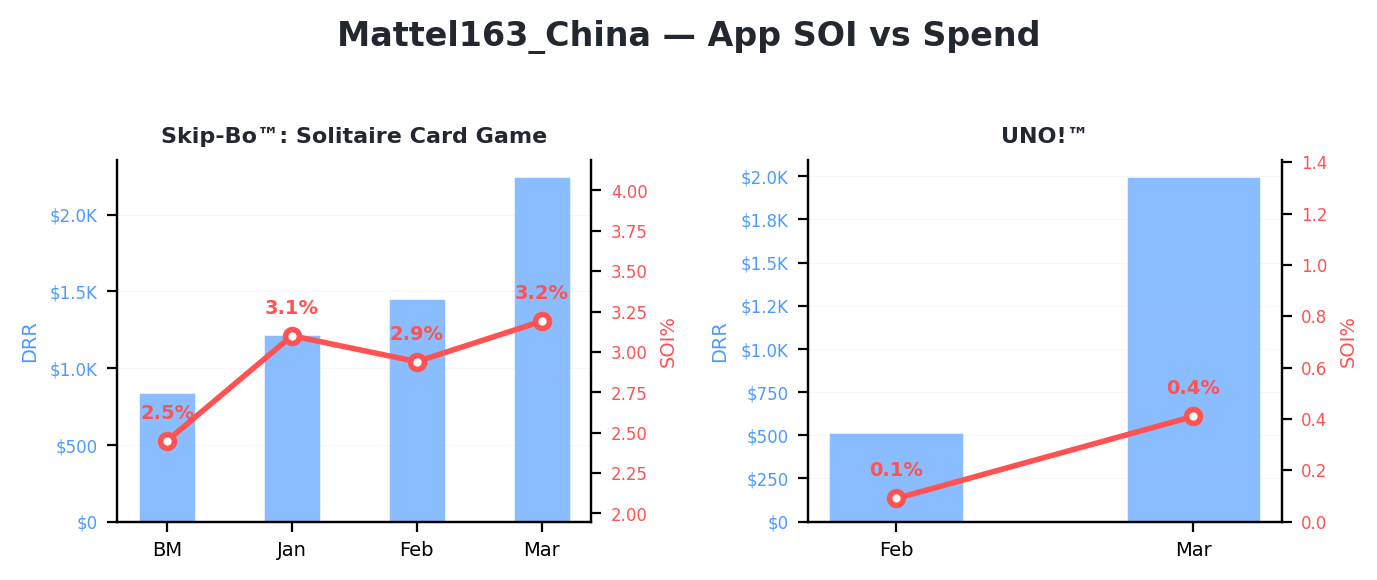 Mattel163_China — App SOI vs Spend
Skip-Bo™: Solitaire Card Game
DRR
$2.0K
$1.5K
$1.0K
$500
$0
2.5%
3.1%
2.9%
3.2%
4.00
3.75
3.50
3.25
3.00
2.75
2.50
2.25
2.00
SOI%
BM
Jan
Feb
Mar
UNO!™
DRR
$2.0K
$1.8K
$1.5K
$1.2K
$1.0K
$750
$500
$250
$0
0.1%
0.4%
1.4
1.2
1.0
0.8
0.6
0.4
0.2
0.0
SOI%
Feb
Mar